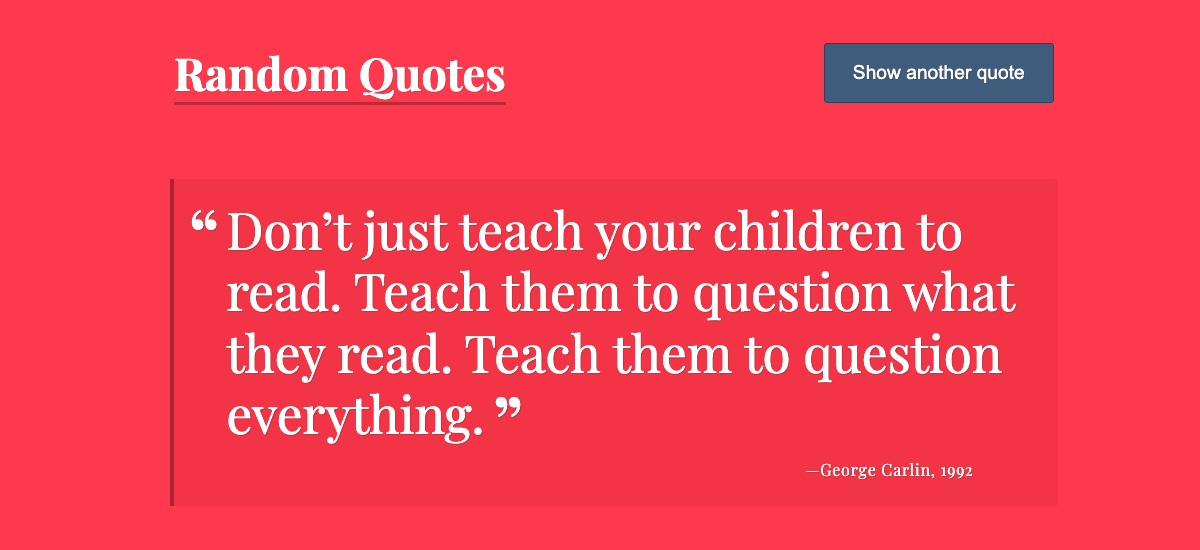 Random Quotes
Show another quote
“ Don’t just teach your children to
read. Teach them to question what
they read. Teach them to question
everything. ”
—George Carlin, 1992